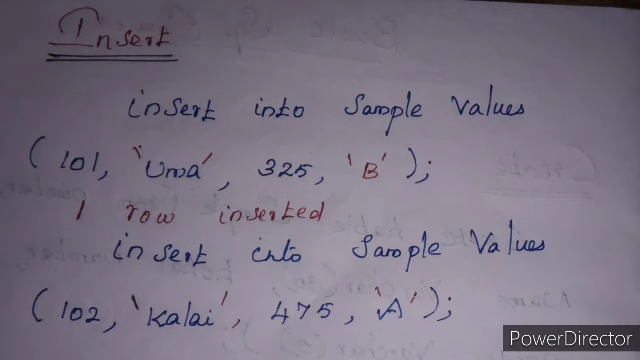 Insert
insert into Sample Values
(101, 'Uma', 325, 'B');
1 row inserted
insert into Sample Values
(102, 'Kalai', 475, 'A');
PowerDirector